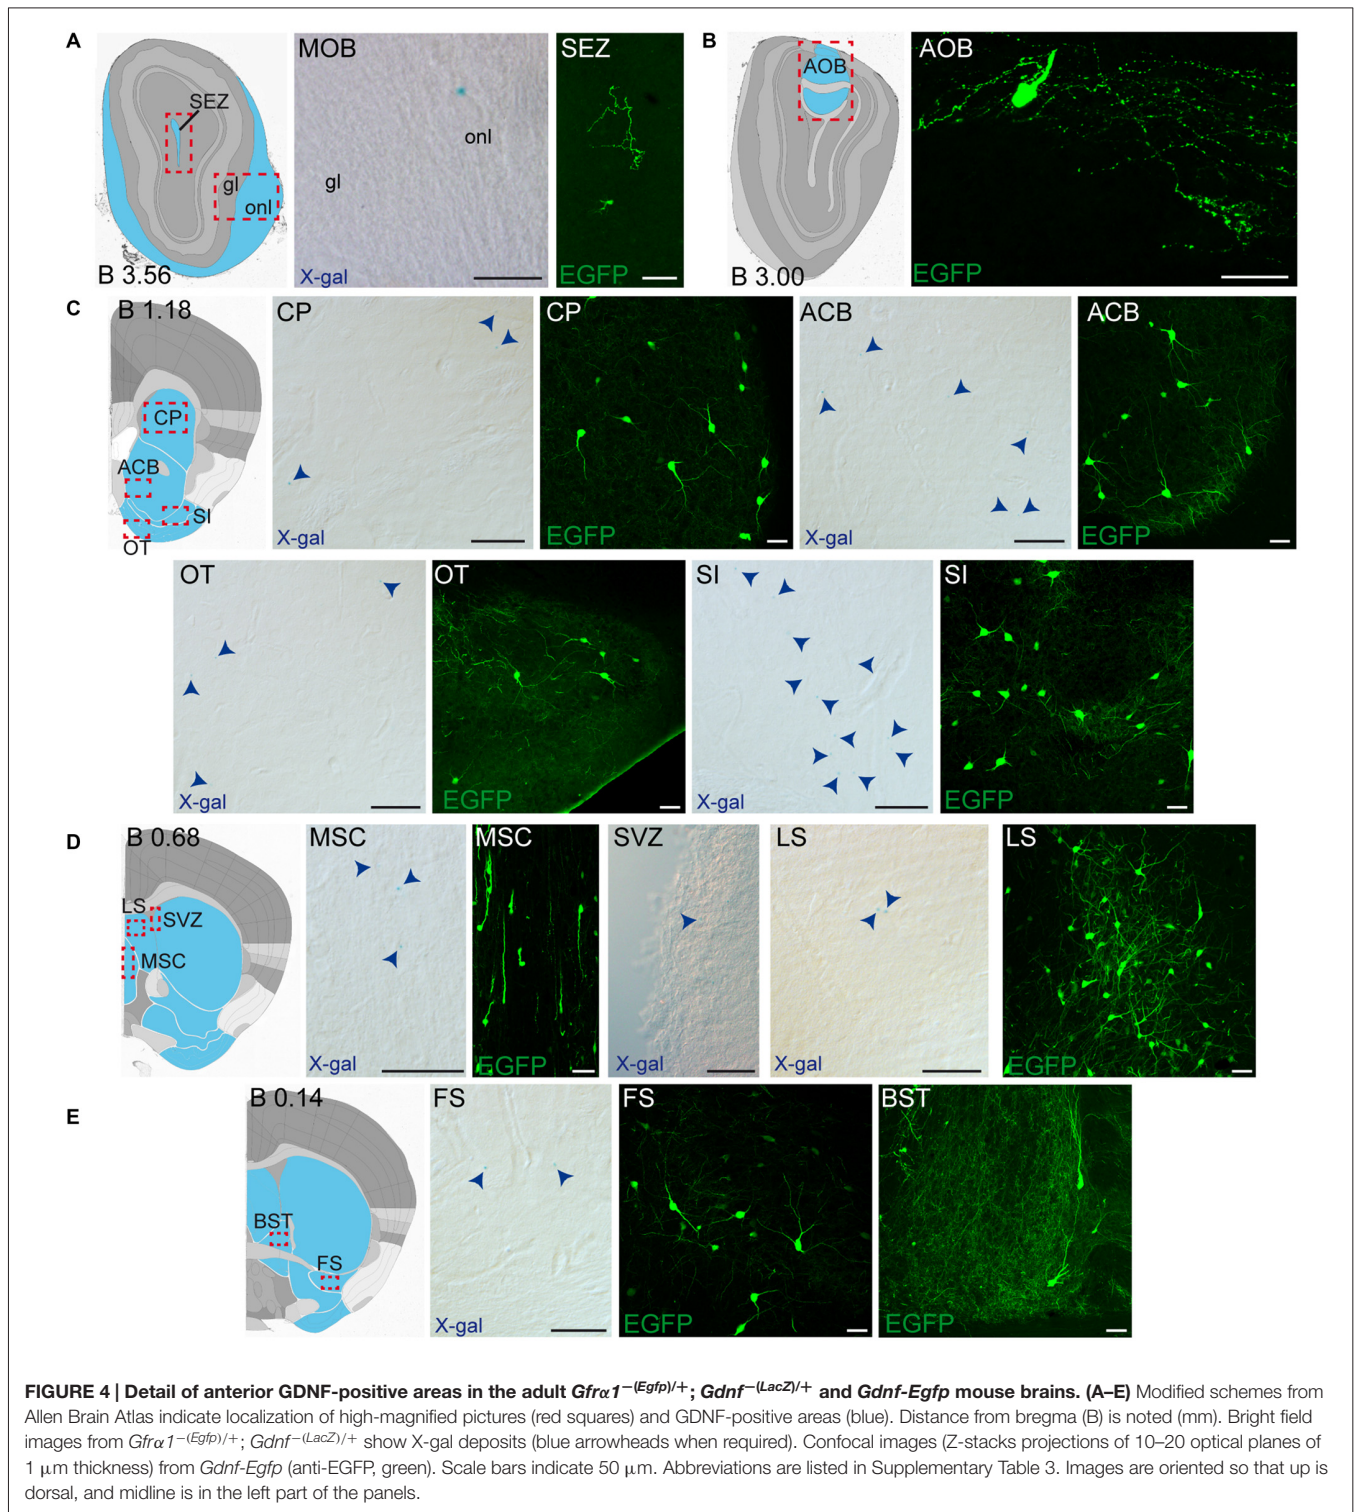 A
SEZ
gl
onl
B 3.56
MOB
onl
gl
X-gal
SEZ
EGFP
B
AOB
B 3.00
AOB
EGFP
C
B 1.18
CP
ACB
SI
OT
CP
X-gal
CP
EGFP
ACB
X-gal
ACB
EGFP
OT
X-gal
OT
EGFP
SI
X-gal
SI
EGFP
D
B 0.68
LS
SVZ
MSC
MSC
X-gal
MSC
EGFP
SVZ
X-gal
LS
X-gal
LS
EGFP
E
B 0.14
BST
FS
FS
X-gal
FS
EGFP
BST
FIGURE 4 | Detail of anterior GDNF-positive areas in the adult Gfrα1−(Egfp)/+; Gdnf−(LacZ)/+ and Gdnf-Egfp mouse brains. (A–E) Modified schemes from
Allen Brain Atlas indicate localization of high-magnified pictures (red squares) and GDNF-positive areas (blue). Distance from bregma (B) is noted (mm). Bright field
images from Gfrα1−(Egfp)/+; Gdnf−(LacZ)/+ show X-gal deposits (blue arrowheads when required). Confocal images (Z-stacks projections of 10–20 optical planes of
1 μm thickness) from Gdnf-Egfp (anti-EGFP, green). Scale bars indicate 50 μm. Abbreviations are listed in Supplementary Table 3. Images are oriented so that up is
dorsal, and midline is in the left part of the panels.